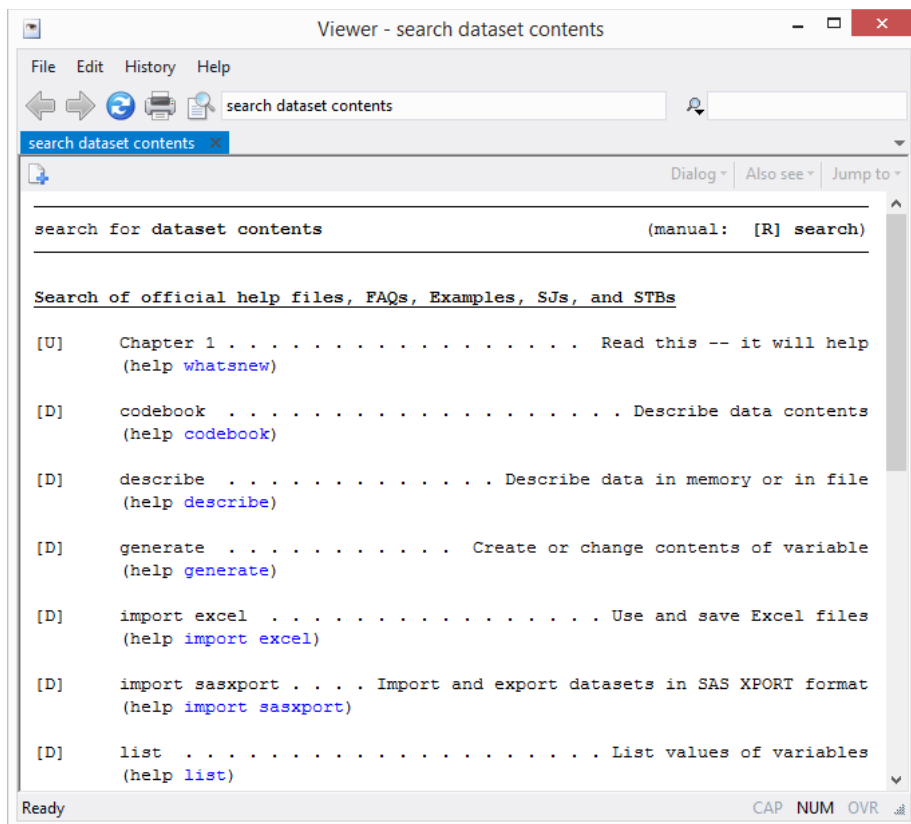 Viewer - search dataset contents
File Edit History Help
search dataset contents
search dataset contents
Dialog Also see Jump to
search for dataset contents (manual: [R] search)
Search of official help files, FAQs, Examples, SJs, and STBs
[U] Chapter 1 . . . . . . . . . . . . . . . . . Read this -- it will help
(help whatsnew)
[D] codebook . . . . . . . . . . . . . . . . . . . Describe data contents
(help codebook)
[D] describe . . . . . . . . . . . . . Describe data in memory or in file
(help describe)
[D] generate . . . . . . . . . . . Create or change contents of variable
(help generate)
[D] import excel . . . . . . . . . . . . . . . . Use and save Excel files
(help import excel)
[D] import sasxport . . . . Import and export datasets in SAS XPORT format
(help import sasxport)
[D] list . . . . . . . . . . . . . . . . . . . . List values of variables
(help list)
Ready CAP NUM OVR